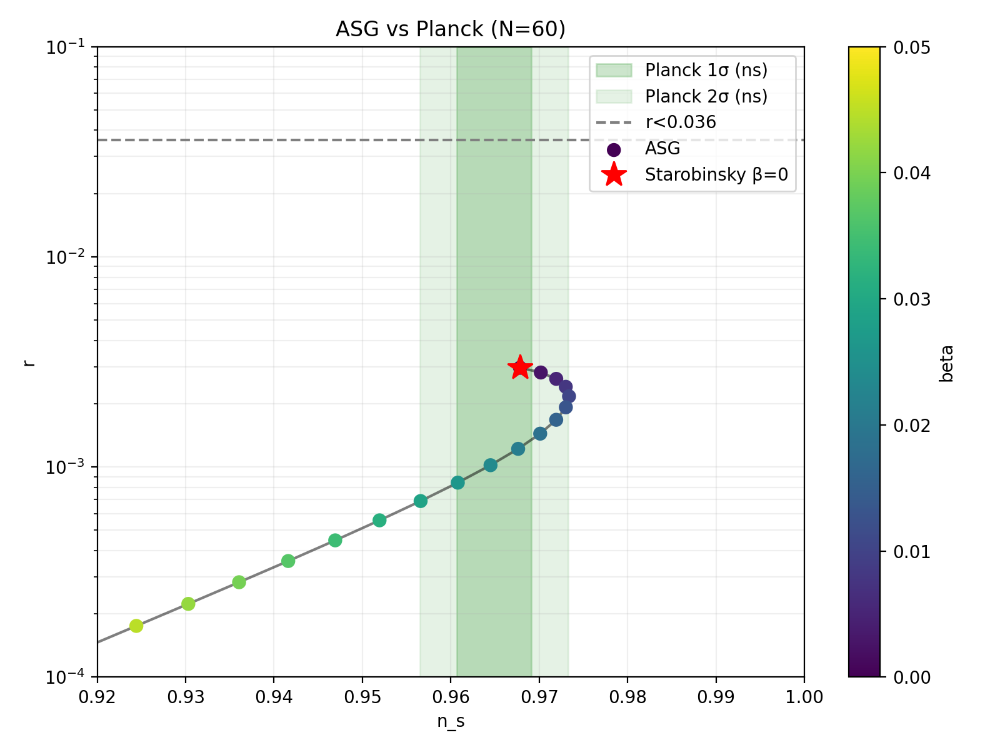 ASG vs Planck (N=60)
10⁻¹
10⁻²
10⁻³
10⁻⁴
r
0.92 0.93 0.94 0.95 0.96 0.97 0.98 0.99 1.00
n_s
Planck 1σ (ns)
Planck 2σ (ns)
r<0.036
ASG
Starobinsky β=0
0.05
0.04
0.03
0.02
0.01
0.00
beta